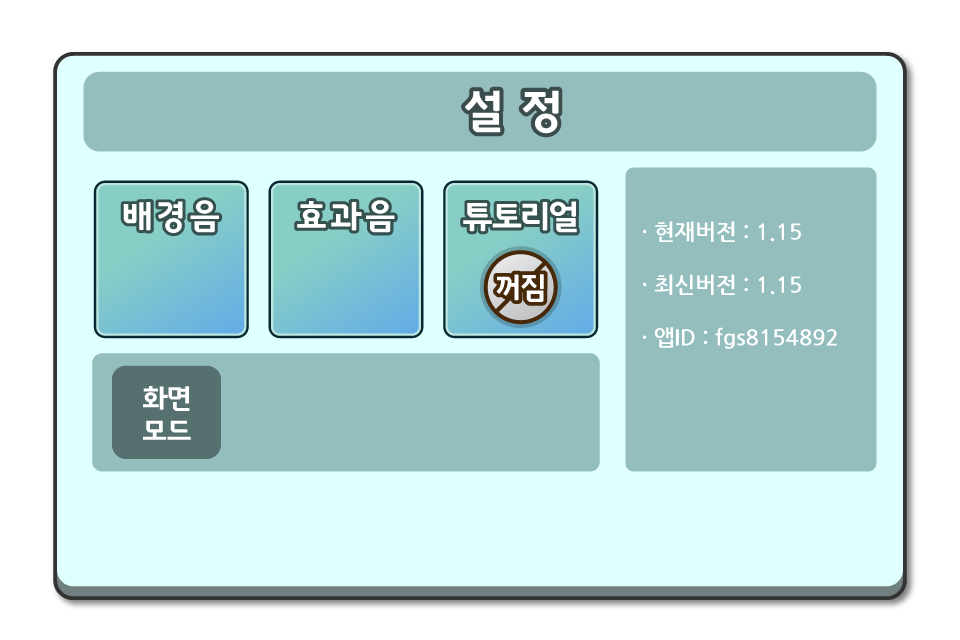 설 정
배경음
효과음
튜토리얼
꺼짐
· 현재버전 : 1.15
· 최신버전 : 1.15
· 앱ID : fgs8154892
화면
모드